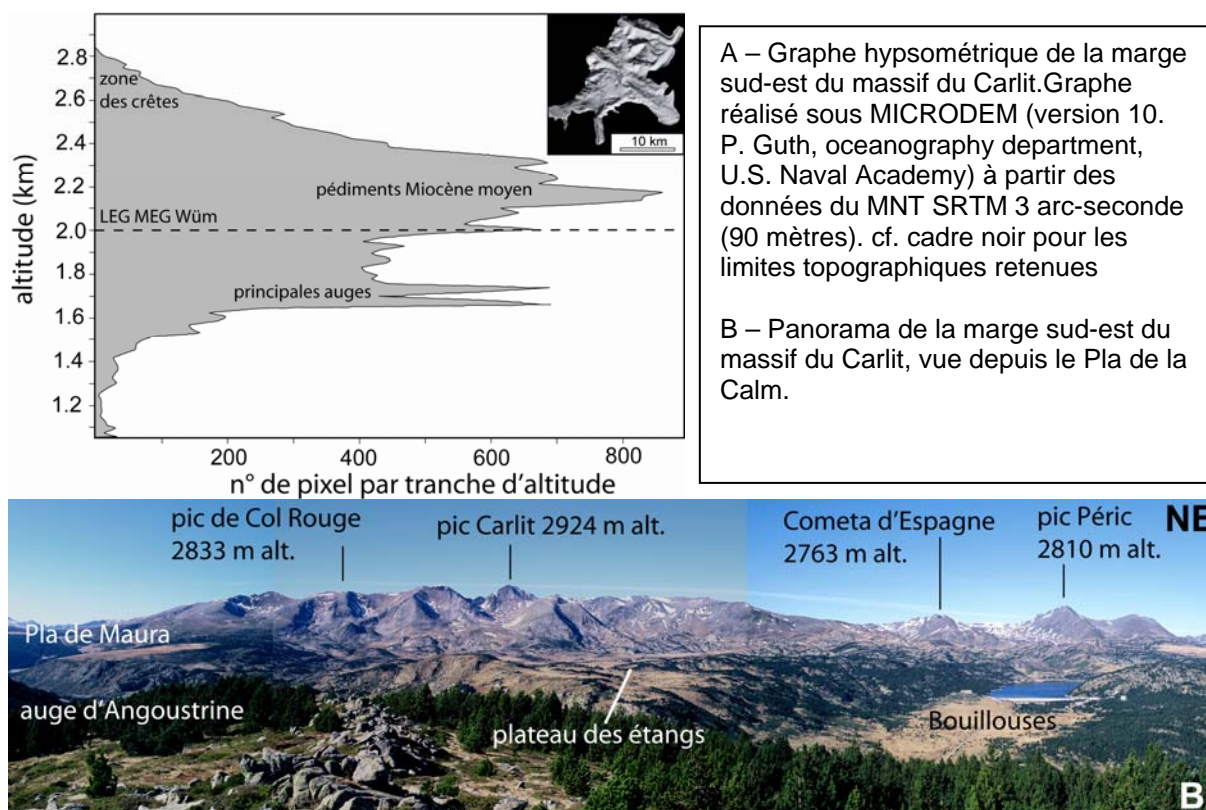 2.8
2.6
2.4
2.2
2.0
1.8
1.6
1.4
1.2
altitude (km)
zone
des crêtes
pédiments Miocène moyen
LEG MEG Wüm
principales auges
10 km
200 400 600 800
n° de pixel par tranche d'altitude
A – Graphe hypsométrique de la marge
sud-est du massif du Carlit.Graphe
réalisé sous MICRODEM (version 10.
P. Guth, oceanography department,
U.S. Naval Academy) à partir des
données du MNT SRTM 3 arc-seconde
(90 mètres). cf. cadre noir pour les
limites topographiques retenues
B – Panorama de la marge sud-est du
massif du Carlit, vue depuis le Pla de la
Calm.
pic de Col Rouge
2833 m alt.
pic Carlit 2924 m alt.
Cometa d'Espagne
2763 m alt.
pic Péric
2810 m alt.
NE
Pla de Maura
auge d'Angoustrine
plateau des étangs
Bouillouses
B